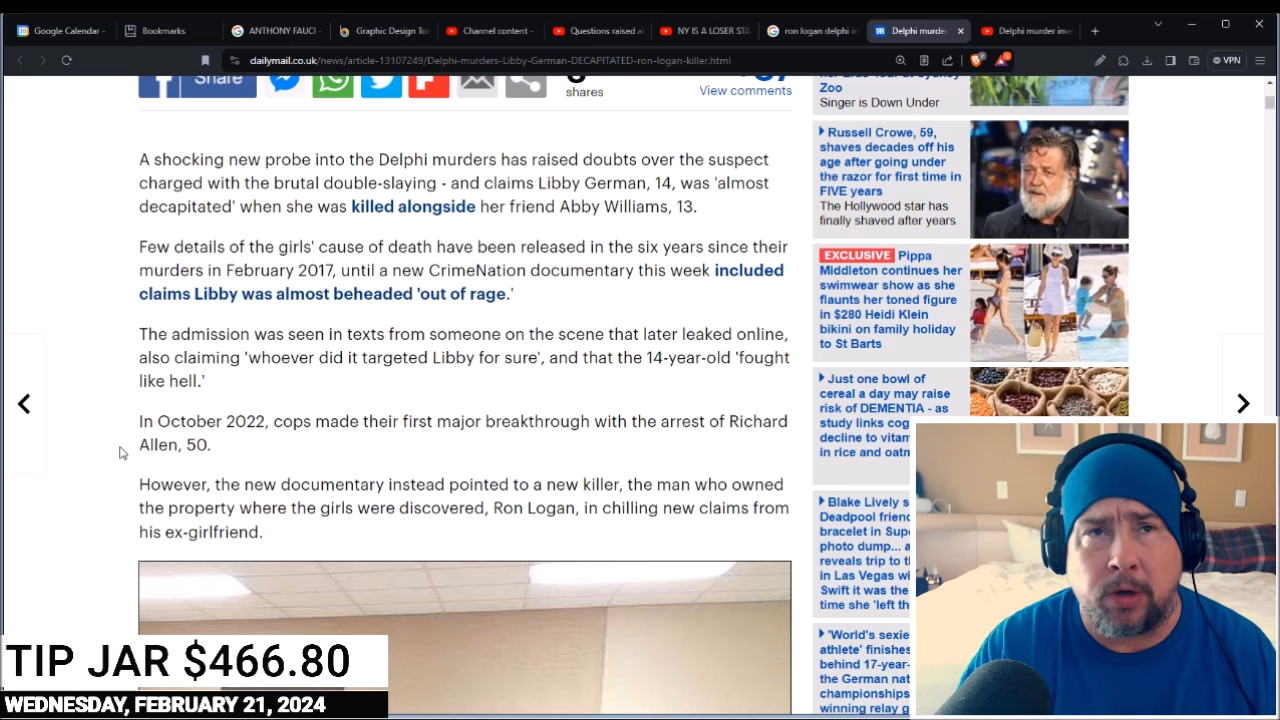 Google Calendar -
Bookmarks
ANTHONY FAUCI -
Graphic Design Too
Channel content -
Questions raised a
NY IS A LOSER STA
ron logan delphi in
Delphi murde
Delphi murder inve
dailymail.co.uk/news/article-13107249/Delphi-murders-Libby-German-DECAPITATED-ron-logan-killer.html
VPN
Share
shares
View comments
A shocking new probe into the Delphi murders has raised doubts over the suspect
charged with the brutal double-slaying - and claims Libby German, 14, was 'almost
decapitated' when she was killed alongside her friend Abby Williams, 13.
Few details of the girls' cause of death have been released in the six years since their
murders in February 2017, until a new CrimeNation documentary this week included
claims Libby was almost beheaded 'out of rage.'
The admission was seen in texts from someone on the scene that later leaked online,
also claiming 'whoever did it targeted Libby for sure', and that the 14-year-old 'fought
like hell.'
In October 2022, cops made their first major breakthrough with the arrest of Richard
Allen, 50.
However, the new documentary instead pointed to a new killer, the man who owned
the property where the girls were discovered, Ron Logan, in chilling new claims from
his ex-girlfriend.
Zoo
Singer is Down Under
Russell Crowe, 59,
shaves decades off his
age after going under
the razor for first time in
FIVE years
The Hollywood star has
finally shaved after years
EXCLUSIVE Pippa
Middleton continues her
swimwear show as she
flaunts her toned figure
in $280 Heidi Klein
bikini on family holiday
to St Barts
Just one bowl of
cereal a day may raise
risk of DEMENTIA - as
study links cog
decline to vitam
in rice and oatm
Blake Lively s
Deadpool frien
bracelet in Sup
photo dump... a
reveals trip to t
in Las Vegas wi
Swift it was the
time she 'left th
'World's sexie
athlete' finishes
behind 17-year-
the German nat
championships
winning relay g
TIP JAR $466.80
WEDNESDAY, FEBRUARY 21, 2024